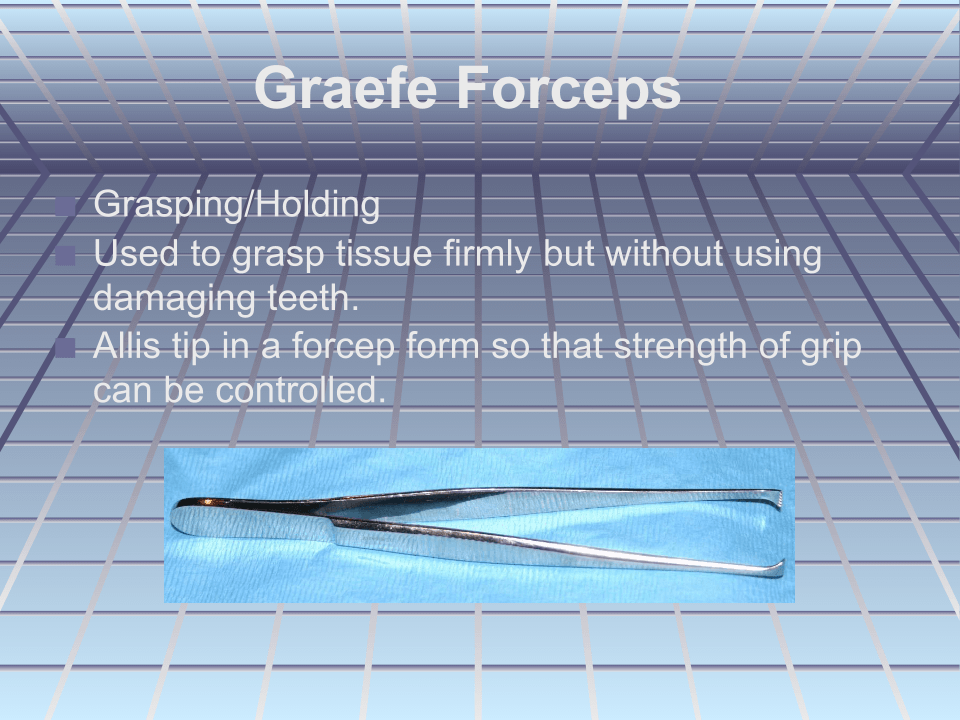 Graefe Forceps
Grasping/Holding
Used to grasp tissue firmly but without using
damaging teeth.
Allis tip in a forcep form so that strength of grip
can be controlled.